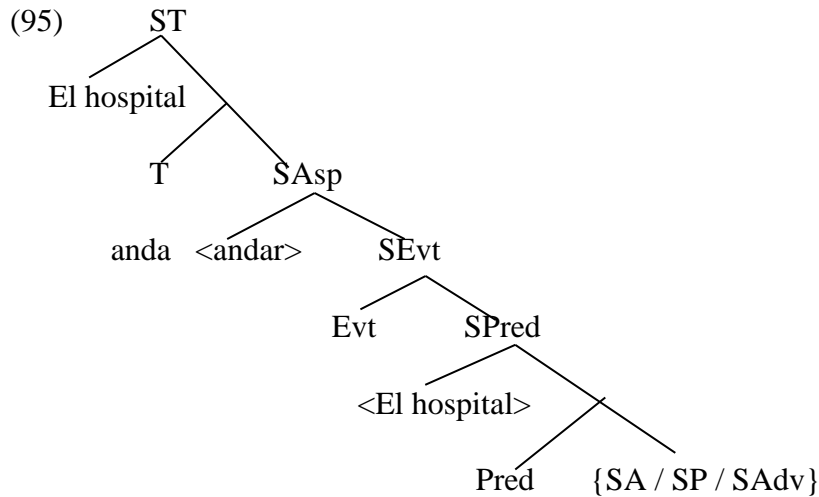 (95) ST
El hospital
T SAsp
anda <andar> SEvt
Evt SPred
<El hospital>
Pred {SA / SP / SAdv}